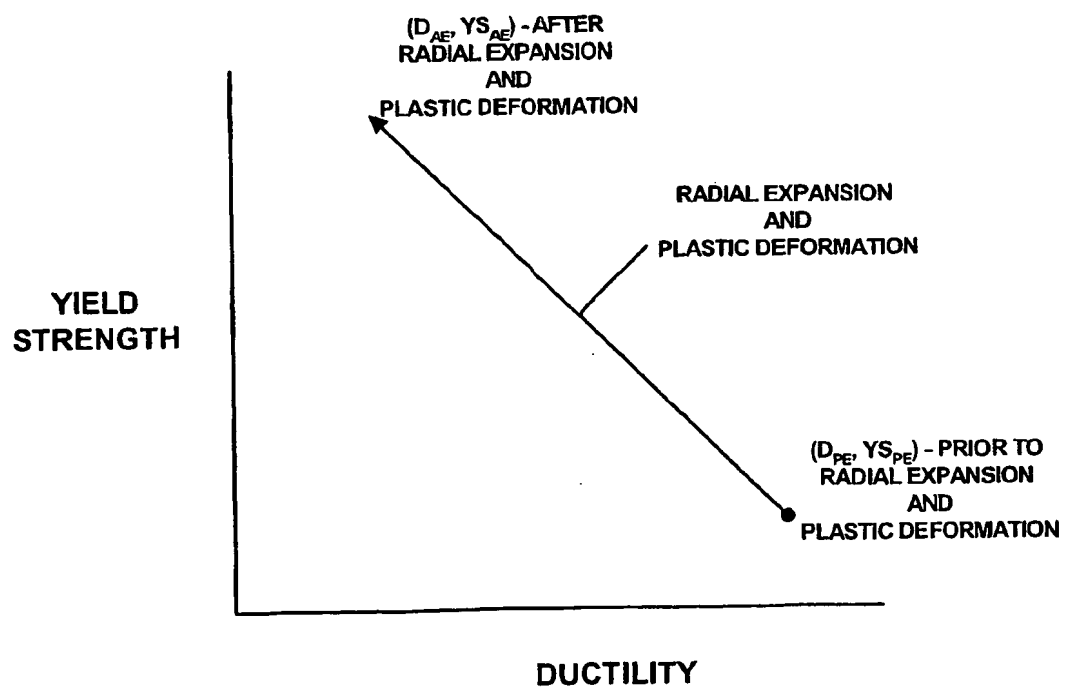 (D_AE, YS_AE) - AFTER
RADIAL EXPANSION
AND
PLASTIC DEFORMATION
RADIAL EXPANSION
AND
PLASTIC DEFORMATION
YIELD
STRENGTH
(D_PE, YS_PE) - PRIOR TO
RADIAL EXPANSION
AND
PLASTIC DEFORMATION
DUCTILITY